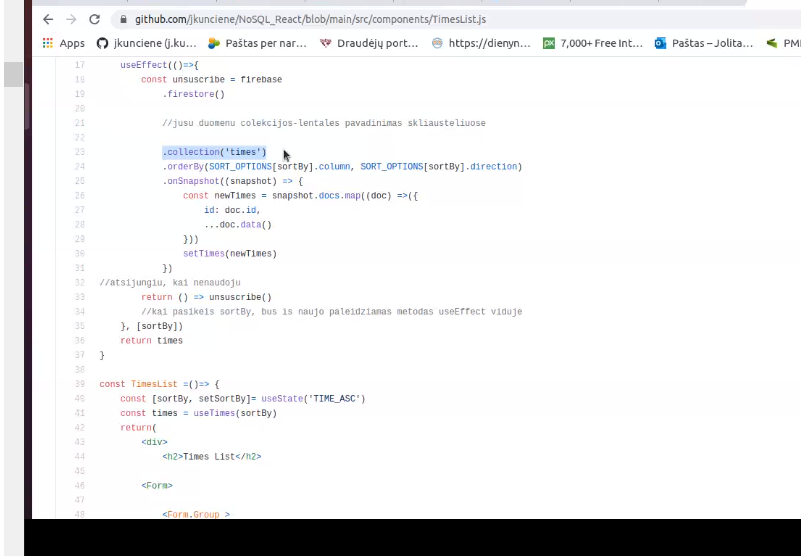 github.com/jkunciene/NoSQL_React/blob/main/src/components/TimesList.js
Apps jkunciene (j.ku... Paštas per nar... Draudėjų port... https://dienyn... 7,000+ Free Int... Paštas – Jolita... PM
17 useEffect(()=>{
18 const unsuscribe = firebase
19 .firestore()
20
21 //jusu duomenu colekcijos-lentales pavadinimas skliausteliuose
22
23 .collection('times')
24 .orderBy(SORT_OPTIONS[sortBy].column, SORT_OPTIONS[sortBy].direction)
25 .onSnapshot((snapshot) => {
26 const newTimes = snapshot.docs.map((doc) =>({
27 id: doc.id,
28 ...doc.data()
29 }))
30 setTimes(newTimes)
31 })
32 //atsijungiu, kai nenaudoju
33 return () => unsuscribe()
34 //kai pasikeis sortBy, bus is naujo paleidziamas metodas useEffect viduje
35 }, [sortBy])
36 return times
37 }
38
39 const TimesList =()=> {
40 const [sortBy, setSortBy]= useState('TIME_ASC')
41 const times = useTimes(sortBy)
42 return(
43 <div>
44 <h2>Times List</h2>
45
46 <Form>
47
48 <Form.Group >